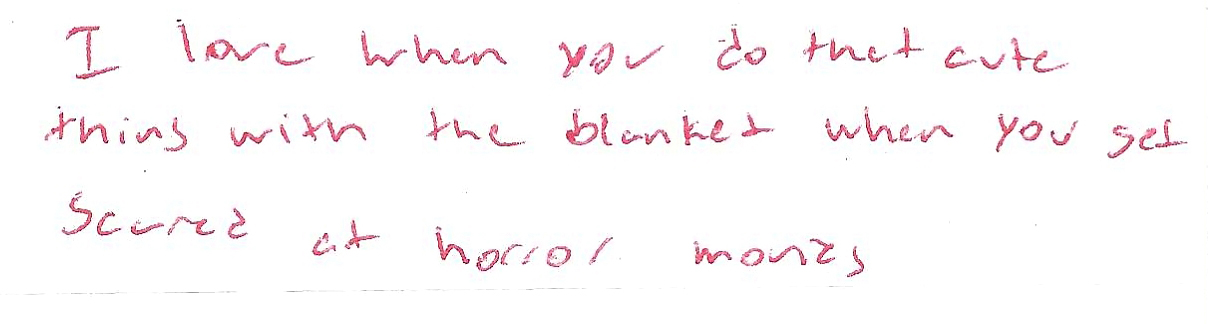 I love when you do that cute
thing with the blanket when you get
scared at horror movies